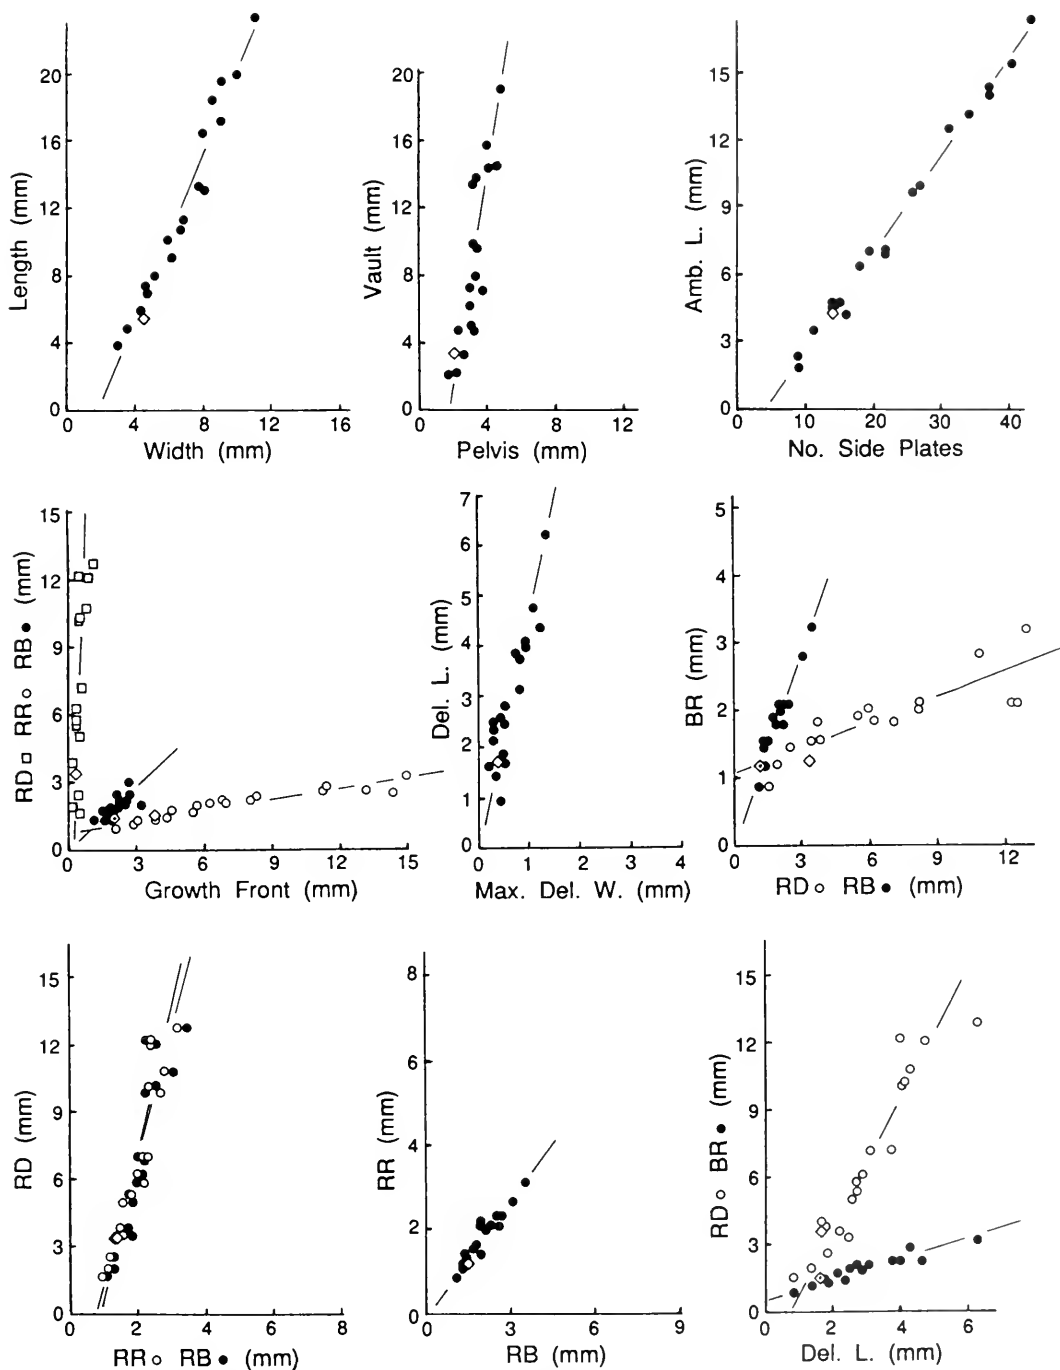 Length (mm)
20
16
12
8
4
0
0 4 8 12 16
Width (mm)
Vault (mm)
20
16
12
8
4
0
0 4 8 12
Pelvis (mm)
Amb. L. (mm)
15
12
9
6
3
0
0 10 20 30 40
No. Side Plates
RD □ RR ○ RB ● (mm)
15
12
9
6
3
0
0 3 6 9 12 15
Growth Front (mm)
Del. L. (mm)
7
6
5
4
3
2
1
0
0 1 2 3 4
Max. Del. W. (mm)
BR (mm)
5
4
3
2
1
0
0 3 6 9 12
RD ○ RB ● (mm)
RD (mm)
15
12
9
6
3
0
0 2 4 6 8
RR ○ RB ● (mm)
RR (mm)
8
6
4
2
0
0 3 6 9
RB (mm)
RD ○ BR ● (mm)
15
12
9
6
3
0
0 2 4 6
Del. L. (mm)